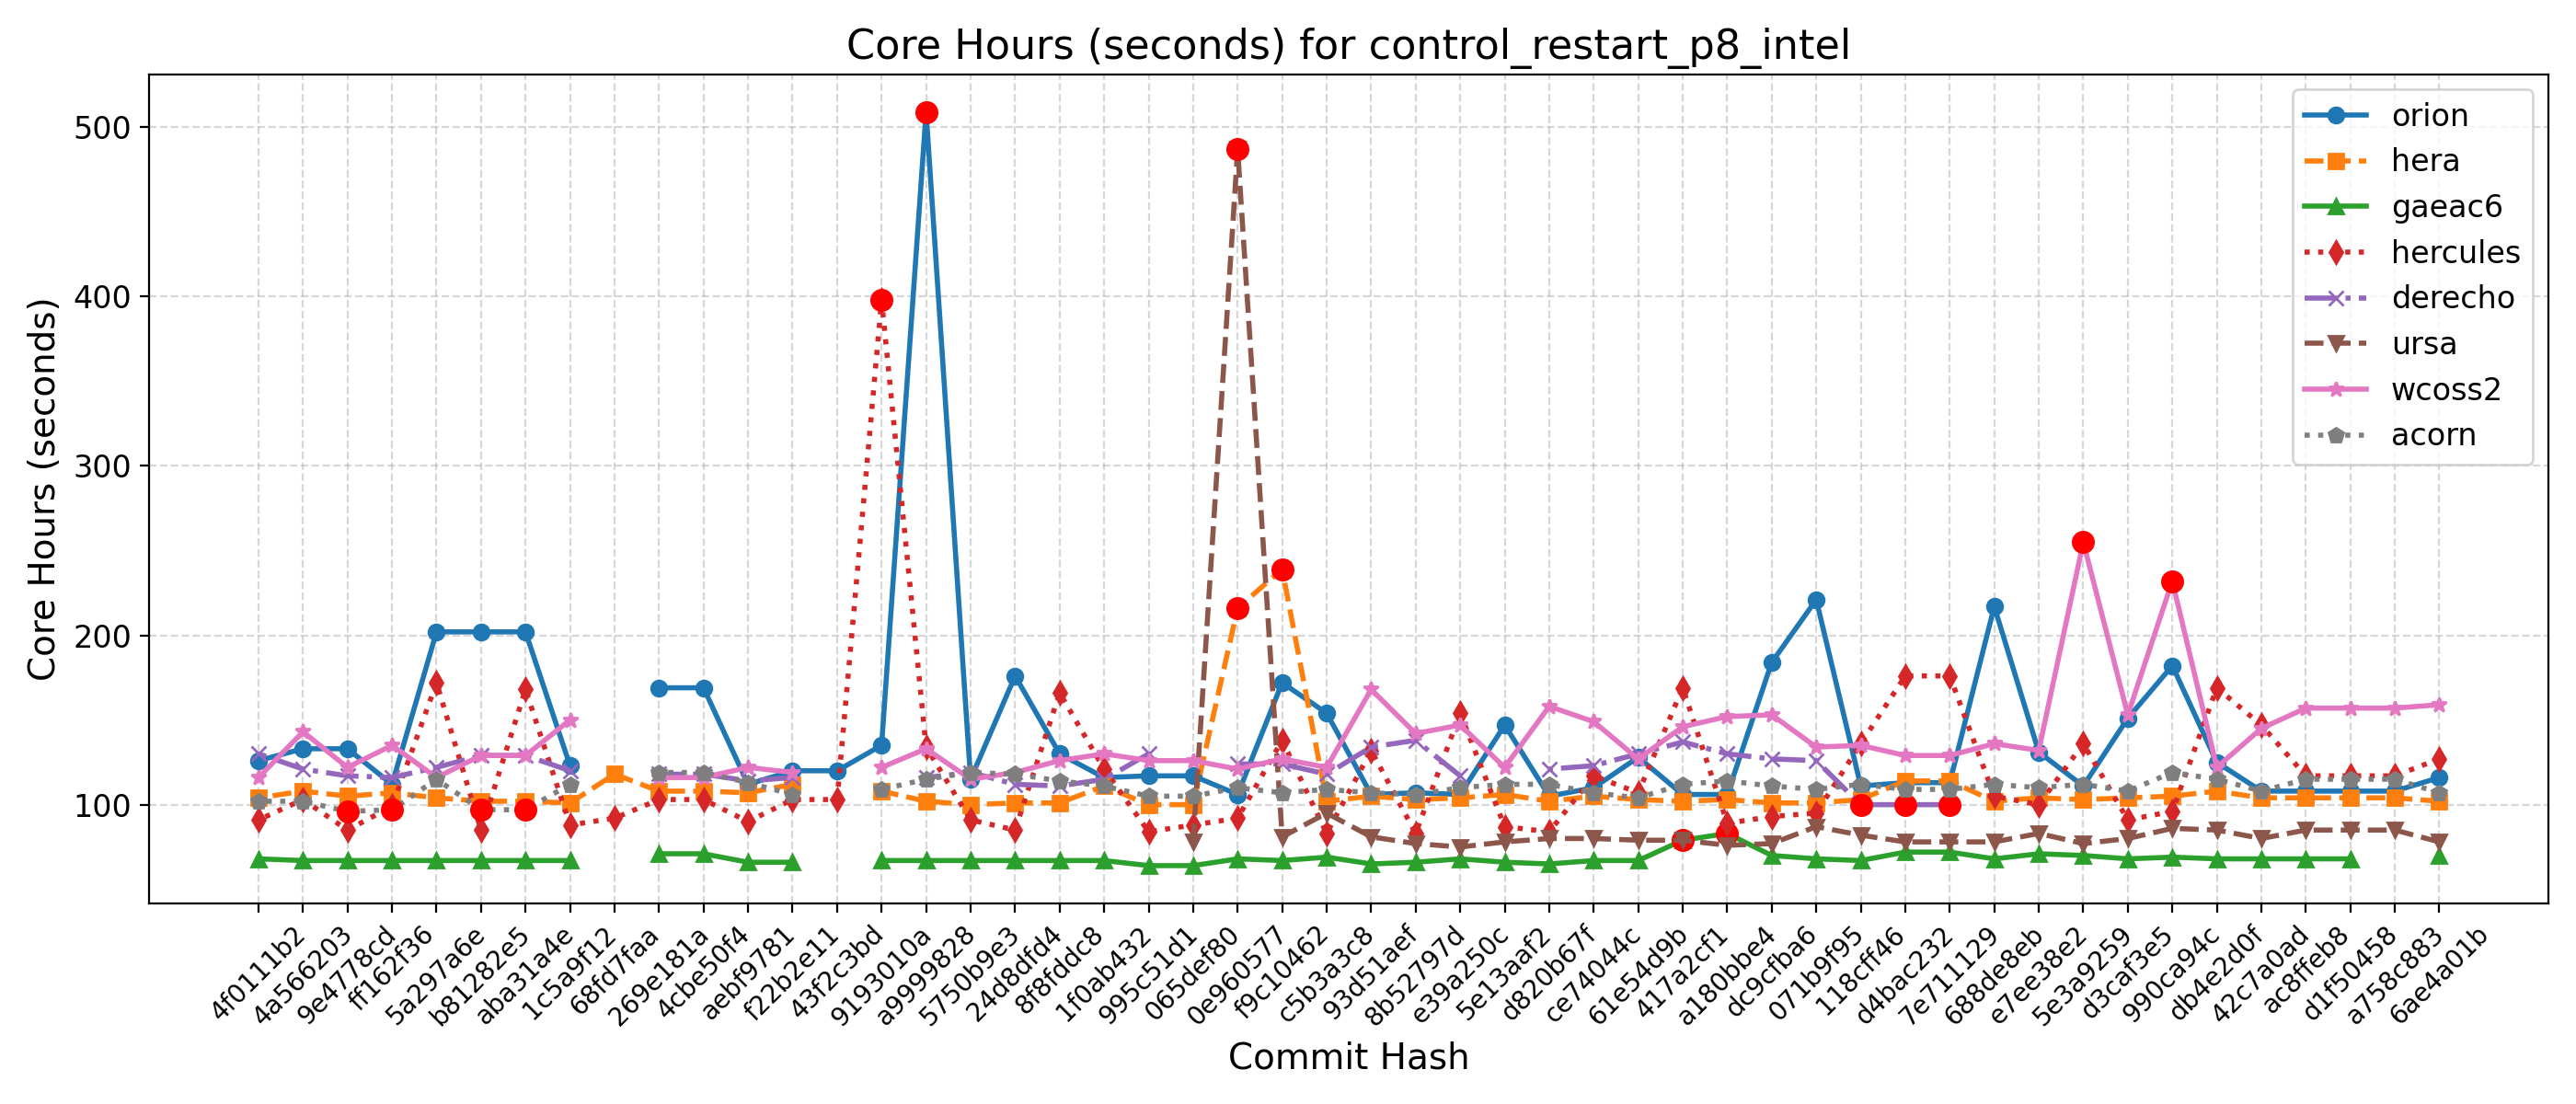 Core Hours (seconds) for control_restart_p8_intel
Core Hours (seconds)
500
400
300
200
100
orion
hera
gaeac6
hercules
derecho
ursa
wcoss2
acorn
4f0111b2
4a566203
9e4778cd
ff162f36
5a297a6e
b81282e5
aba31a4e
1c5a9f12
68fd7faa
269e181a
4cbe50f4
aebf9781
f22b2e11
43f2c3bd
9193010a
a9999828
5750b9e3
24d8dfd4
8f8fddc8
1f0ab432
995c51d1
065def80
0e960577
f9c10462
c5b3a3c8
93d51aef
8b52797d
e39a250c
5e13aaf2
d820b67f
ce74044c
61e54d9b
417a2cf1
a180bbe4
dc9cfba6
071b9f95
118cff46
d4bac232
7e711129
688de8eb
e7ee38e2
5e3a9259
d3caf3e5
990ca94c
db4e2d0f
42c7a0ad
ac8ffeb8
d1f50458
a758c883
6ae4a01b
Commit Hash